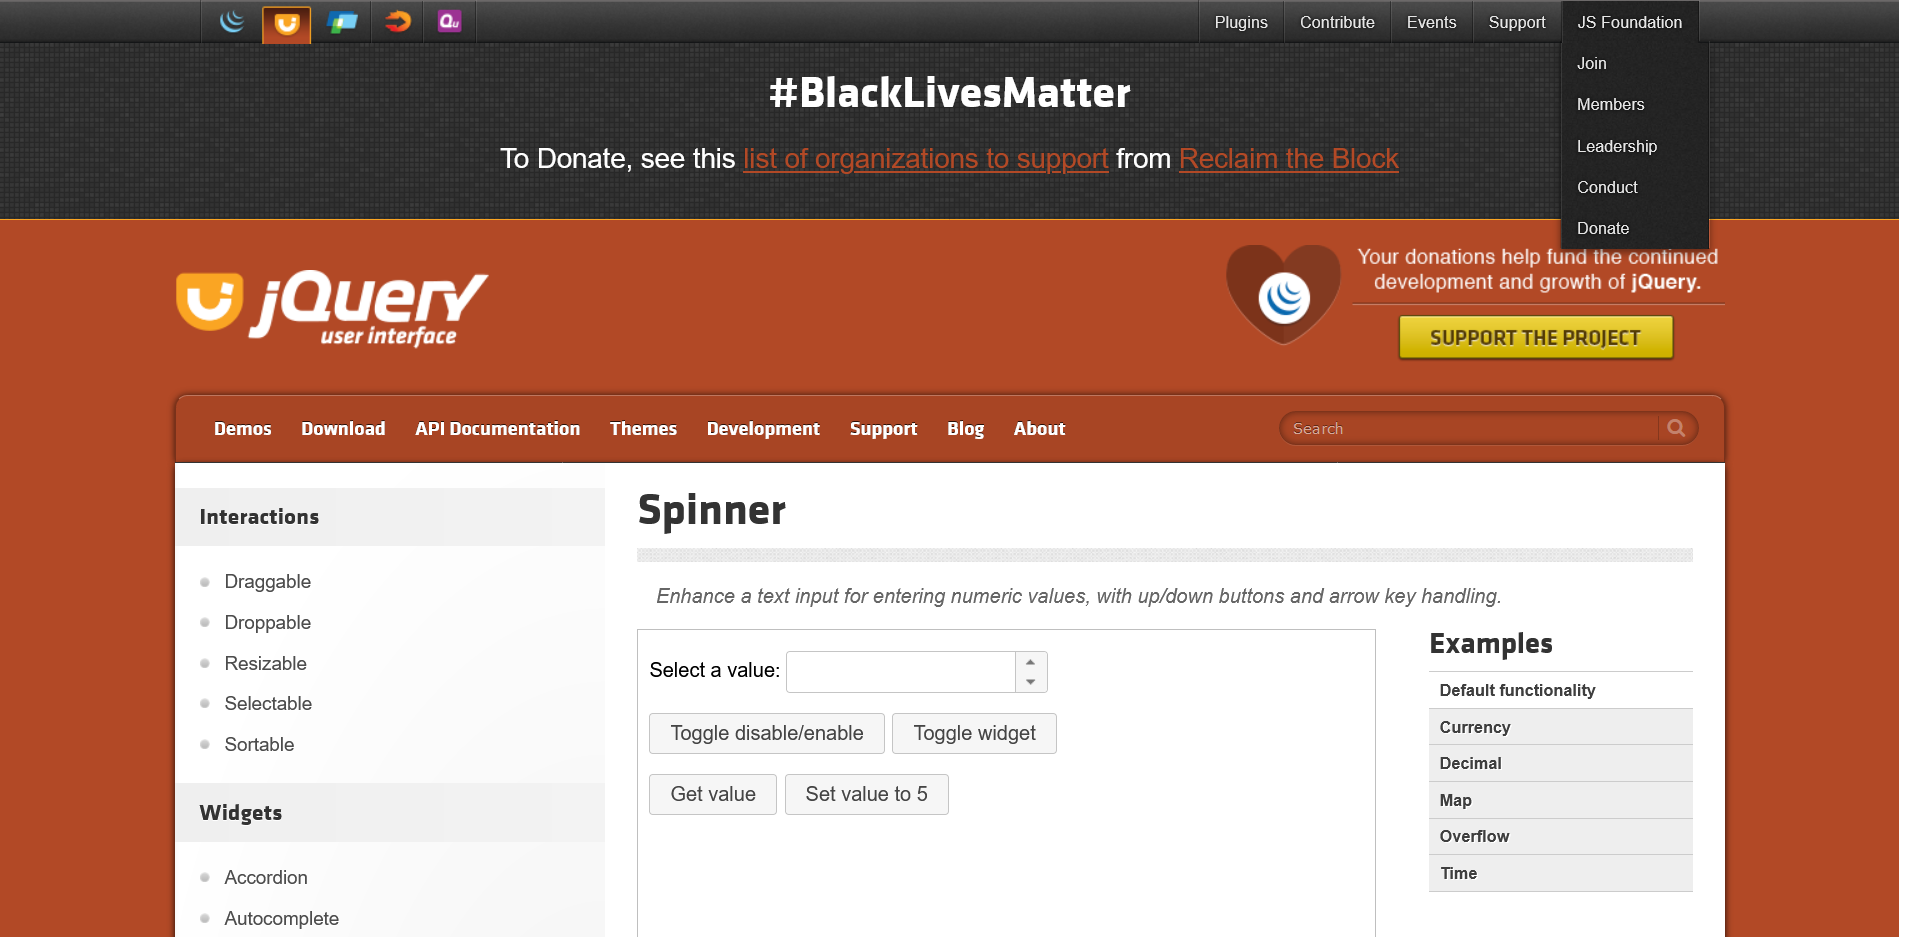 Qu
Plugins Contribute Events Support JS Foundation
Join
Members
Leadership
Conduct
Donate
#BlackLivesMatter
To Donate, see this list of organizations to support from Reclaim the Block
jQuery
user interface
Your donations help fund the continued
development and growth of jQuery.
SUPPORT THE PROJECT
Demos Download API Documentation Themes Development Support Blog About Search
Interactions
Draggable
Droppable
Resizable
Selectable
Sortable
Widgets
Accordion
Autocomplete
Spinner
Enhance a text input for entering numeric values, with up/down buttons and arrow key handling.
Select a value:
Toggle disable/enable Toggle widget
Get value Set value to 5
Examples
Default functionality
Currency
Decimal
Map
Overflow
Time